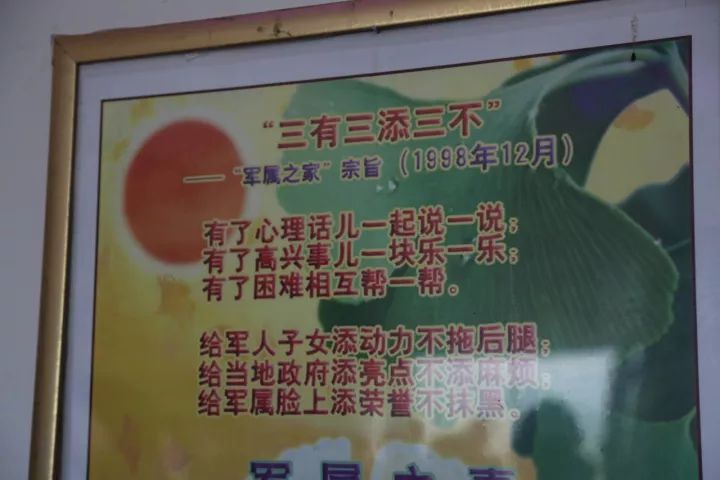 “三有三添三不”
——“军属之家”宗旨（1998年12月）
有了心理话儿一起说一说；
有了高兴事儿一块乐一乐；
有了困难相互帮一帮。
给军人子女添动力不拖后腿；
给当地政府添亮点不添麻烦；
给军属脸上添荣誉不抹黑。
军属之家